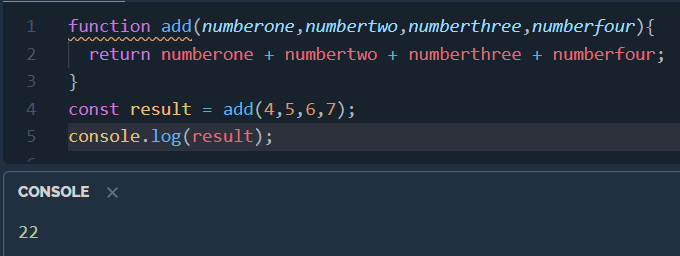 1 function add(numberone,numbertwo,numberthree,numberfour){
2 return numberone + numbertwo + numberthree + numberfour;
3 }
4 const result = add(4,5,6,7);
5 console.log(result);
6
CONSOLE ×
22